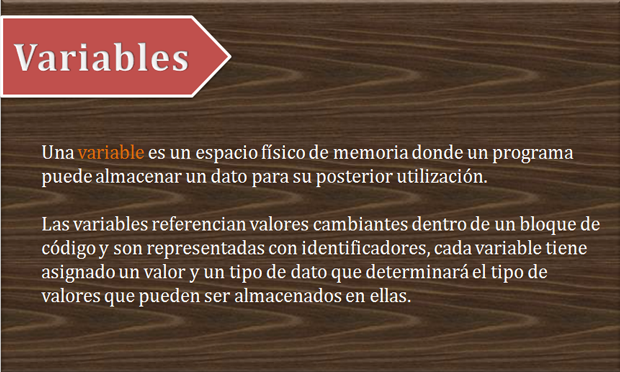 Variables
Una variable es un espacio físico de memoria donde un programa
puede almacenar un dato para su posterior utilización.
Las variables referencian valores cambiantes dentro de un bloque de
código y son representadas con identificadores, cada variable tiene
asignado un valor y un tipo de dato que determinará el tipo de
valores que pueden ser almacenados en ellas.